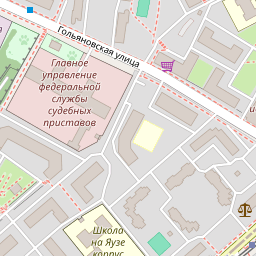 Гольяновская улица
Главное
управление
федеральной
службы
судебных
приставов
Школа
на Яузе
корпус